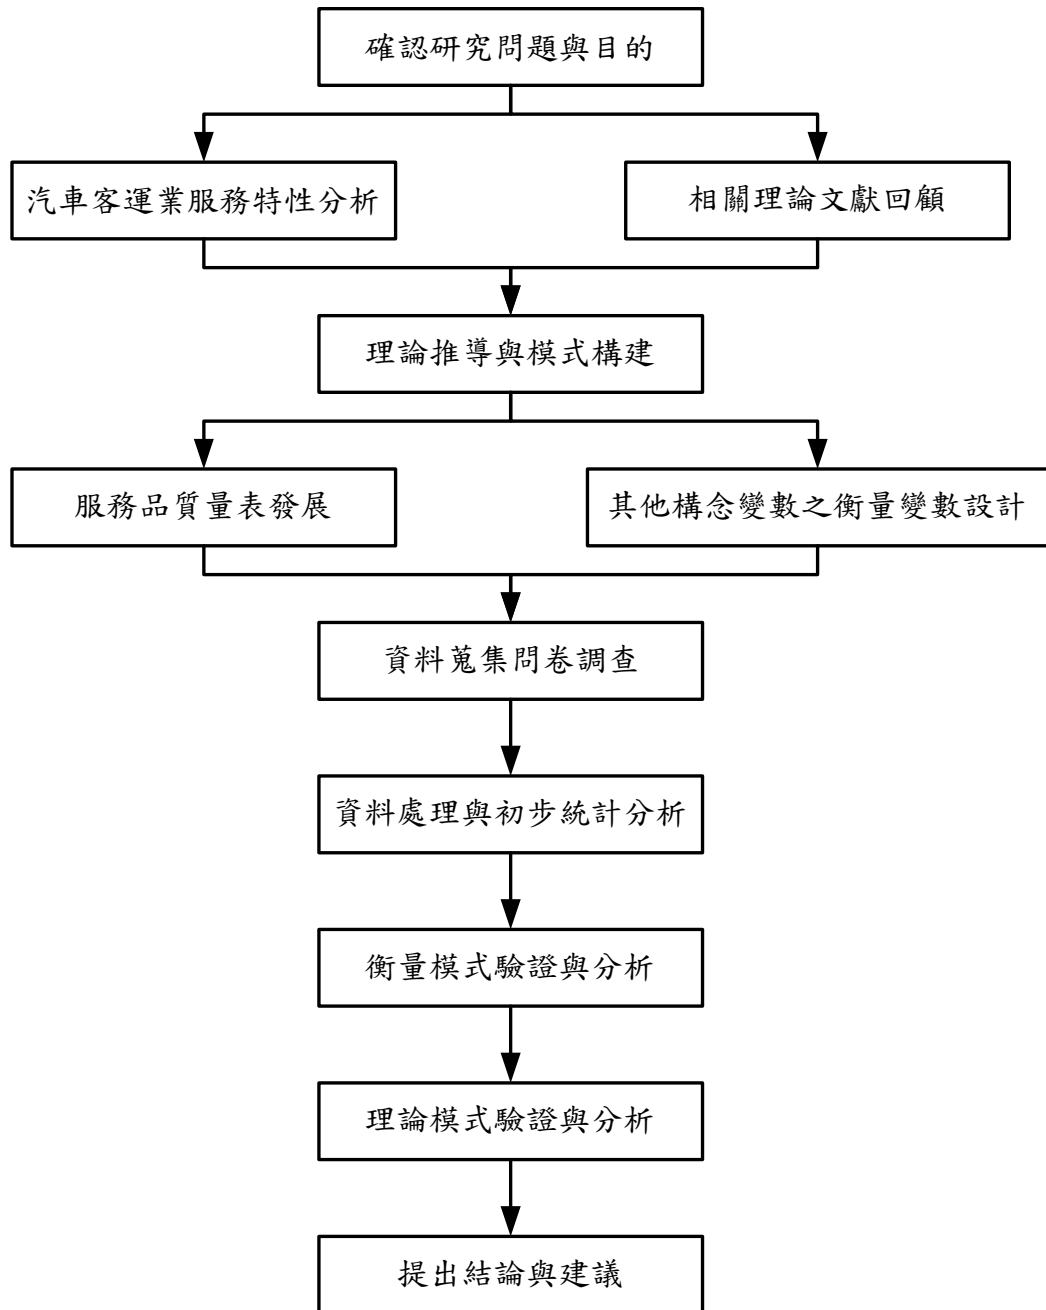 確認研究問題與目的
汽車客運業服務特性分析
相關理論文獻回顧
理論推導與模式構建
服務品質量表發展
其他構念變數之衡量變數設計
資料蒐集問卷調查
資料處理與初步統計分析
衡量模式驗證與分析
理論模式驗證與分析
提出結論與建議